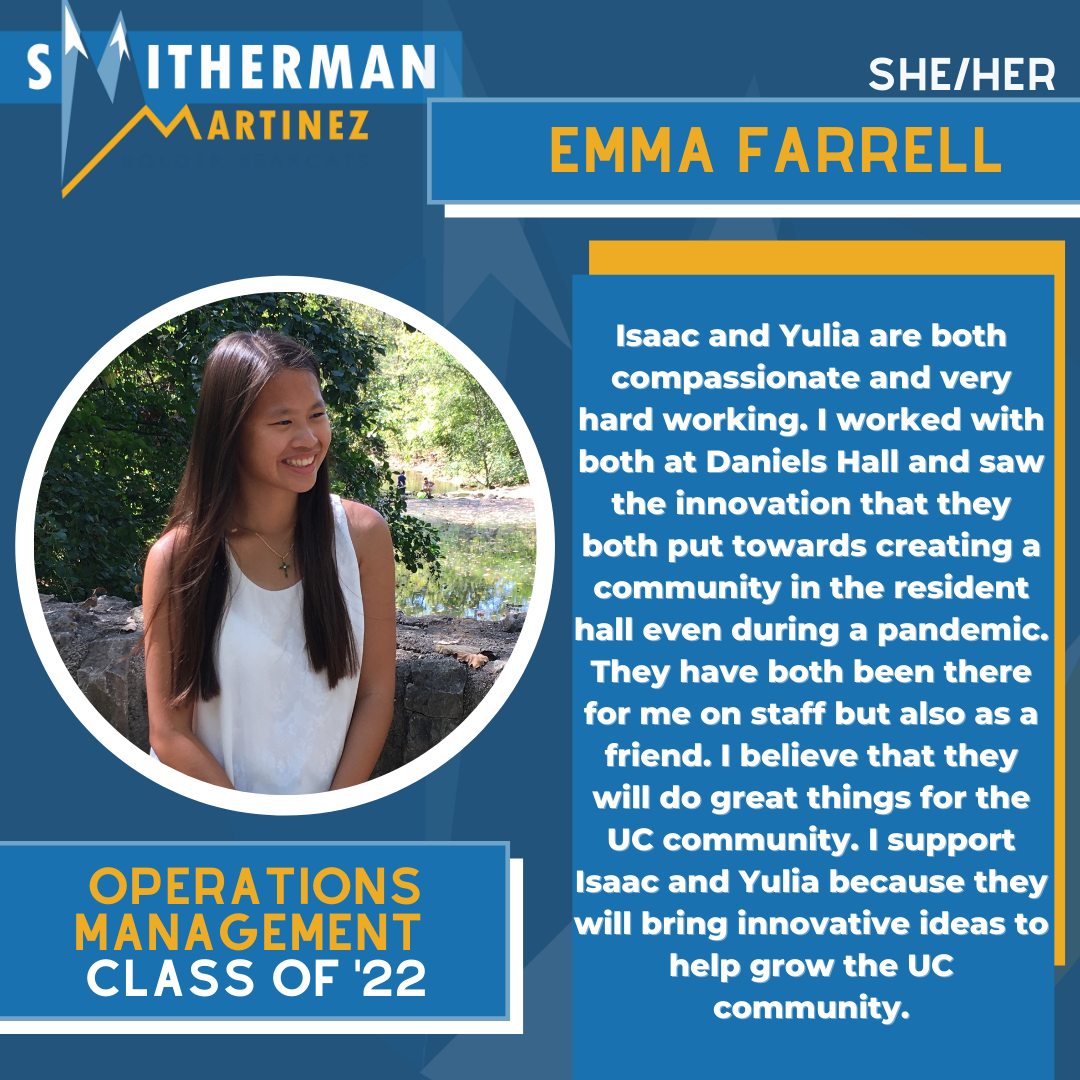 SMITHERMAN
MARTINEZ
SHE/HER
EMMA FARRELL
Isaac and Yulia are both
compassionate and very
hard working. I worked with
both at Daniels Hall and saw
the innovation that they
both put towards creating a
community in the resident
hall even during a pandemic.
They have both been there
for me on staff but also as a
friend. I believe that they
will do great things for the
UC community. I support
Isaac and Yulia because they
will bring innovative ideas to
help grow the UC
community.
OPERATIONS
MANAGEMENT
CLASS OF '22